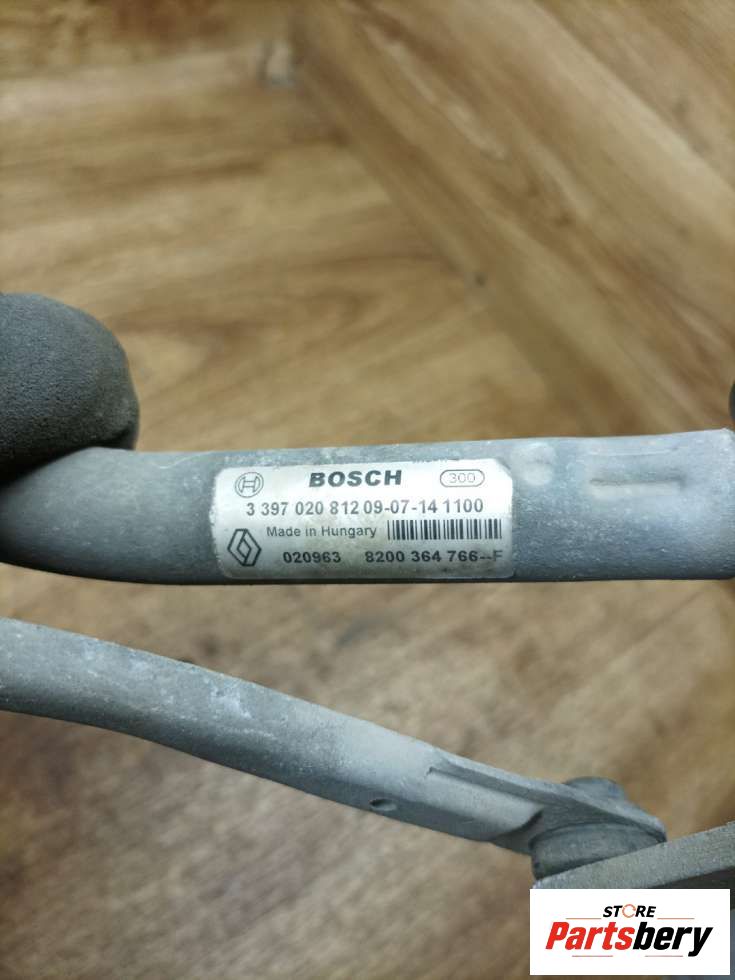 BOSCH 300
3 397 020 812 09-07-14 1100
Made in Hungary
020963 8200 364 766--F
STORE
Partsbery